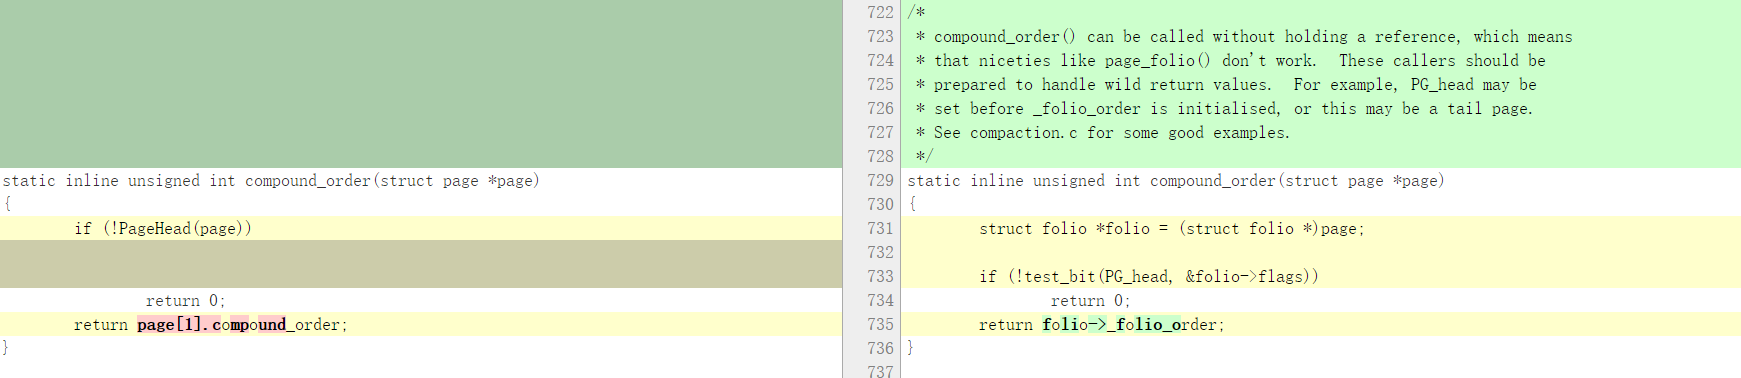 static inline unsigned int compound_order(struct page *page)
{
if (!PageHead(page))
return 0;
return page[1].compound_order;
}
722 /*
723  * compound_order() can be called without holding a reference, which means
724  * that niceties like page_folio() don't work.  These callers should be
725  * prepared to handle wild return values.  For example, PG_head may be
726  * set before _folio_order is initialised, or this may be a tail page.
727  * See compaction.c for some good examples.
728  */
729 static inline unsigned int compound_order(struct page *page)
730 {
731 struct folio *folio = (struct folio *)page;
732
733 if (!test_bit(PG_head, &folio->flags))
734 return 0;
735 return folio->_folio_order;
736 }
737